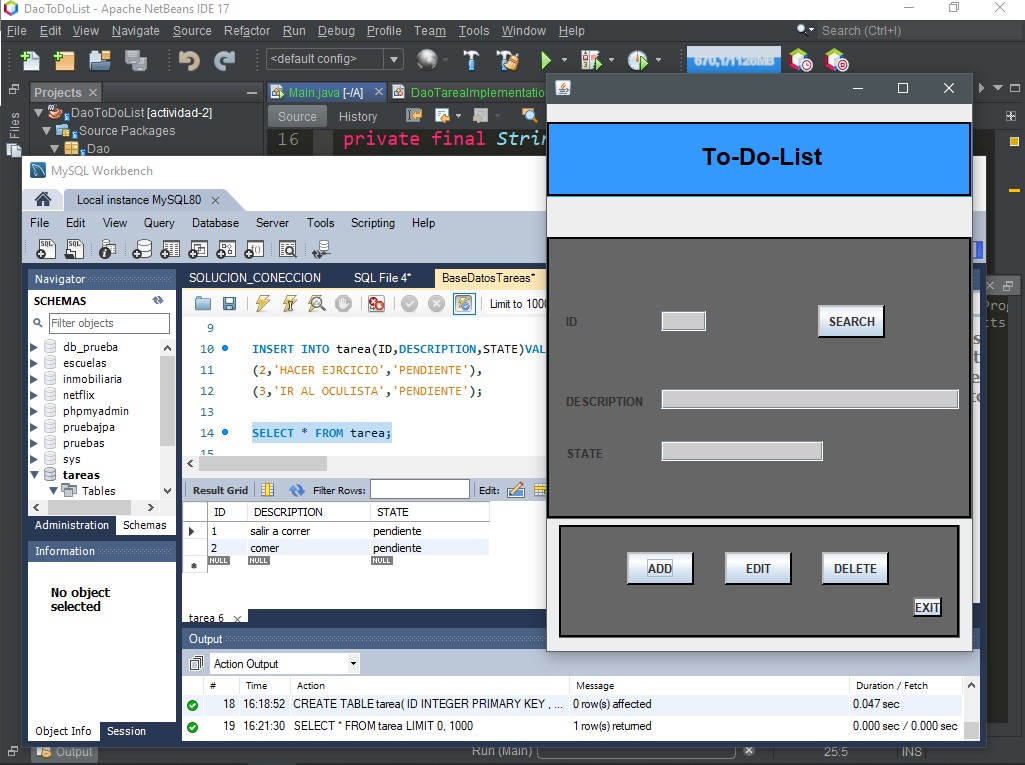 DaoToDoList - Apache NetBeans IDE 17
File Edit View Navigate Source Refactor Run Debug Profile Team Tools Window Help
Search (Ctrl+I)
<default config>
670,1/1126MB
Projects
Main.java [-/A]
DaoTareaImplementatio
Files
DaoToDoList [actividad-2]
Source Packages
Dao
Source History
16 private final Strin
MySQL Workbench
Local instance MySQL80
File Edit View Query Database Server Tools Scripting Help
Navigator
SCHEMAS
Filter objects
db_prueba
escuelas
inmobiliaria
netflix
phpmyadmin
pruebajpa
pruebas
sys
tareas
Tables
Administration Schemas
Information
No object
selected
Object Info Session
SOLUCION_CONECCION SQL File 4* BaseDatosTareas*
Limit to 1000
9
10 INSERT INTO tarea(ID,DESCRIPTION,STATE)VAL
11 (2,'HACER EJRCICIO','PENDIENTE'),
12 (3,'IR AL OCULISTA','PENDIENTE');
13
14 SELECT * FROM tarea;
15
Result Grid Filter Rows: Edit:
ID DESCRIPTION STATE
1 salir a correr pendiente
2 comer pendiente
NULL NULL NULL
tarea 6
Output
Action Output
# Time Action Message Duration / Fetch
18 16:18:52 CREATE TABLE tarea( ID INTEGER PRIMARY KEY , ... 0 row(s) affected 0.047 sec
19 16:21:30 SELECT * FROM tarea LIMIT 0, 1000 1 row(s) returned 0.000 sec / 0.000 sec
To-Do-List
ID
SEARCH
DESCRIPTION
STATE
ADD EDIT DELETE
EXIT
Output
Run (Main)
25:5 INS